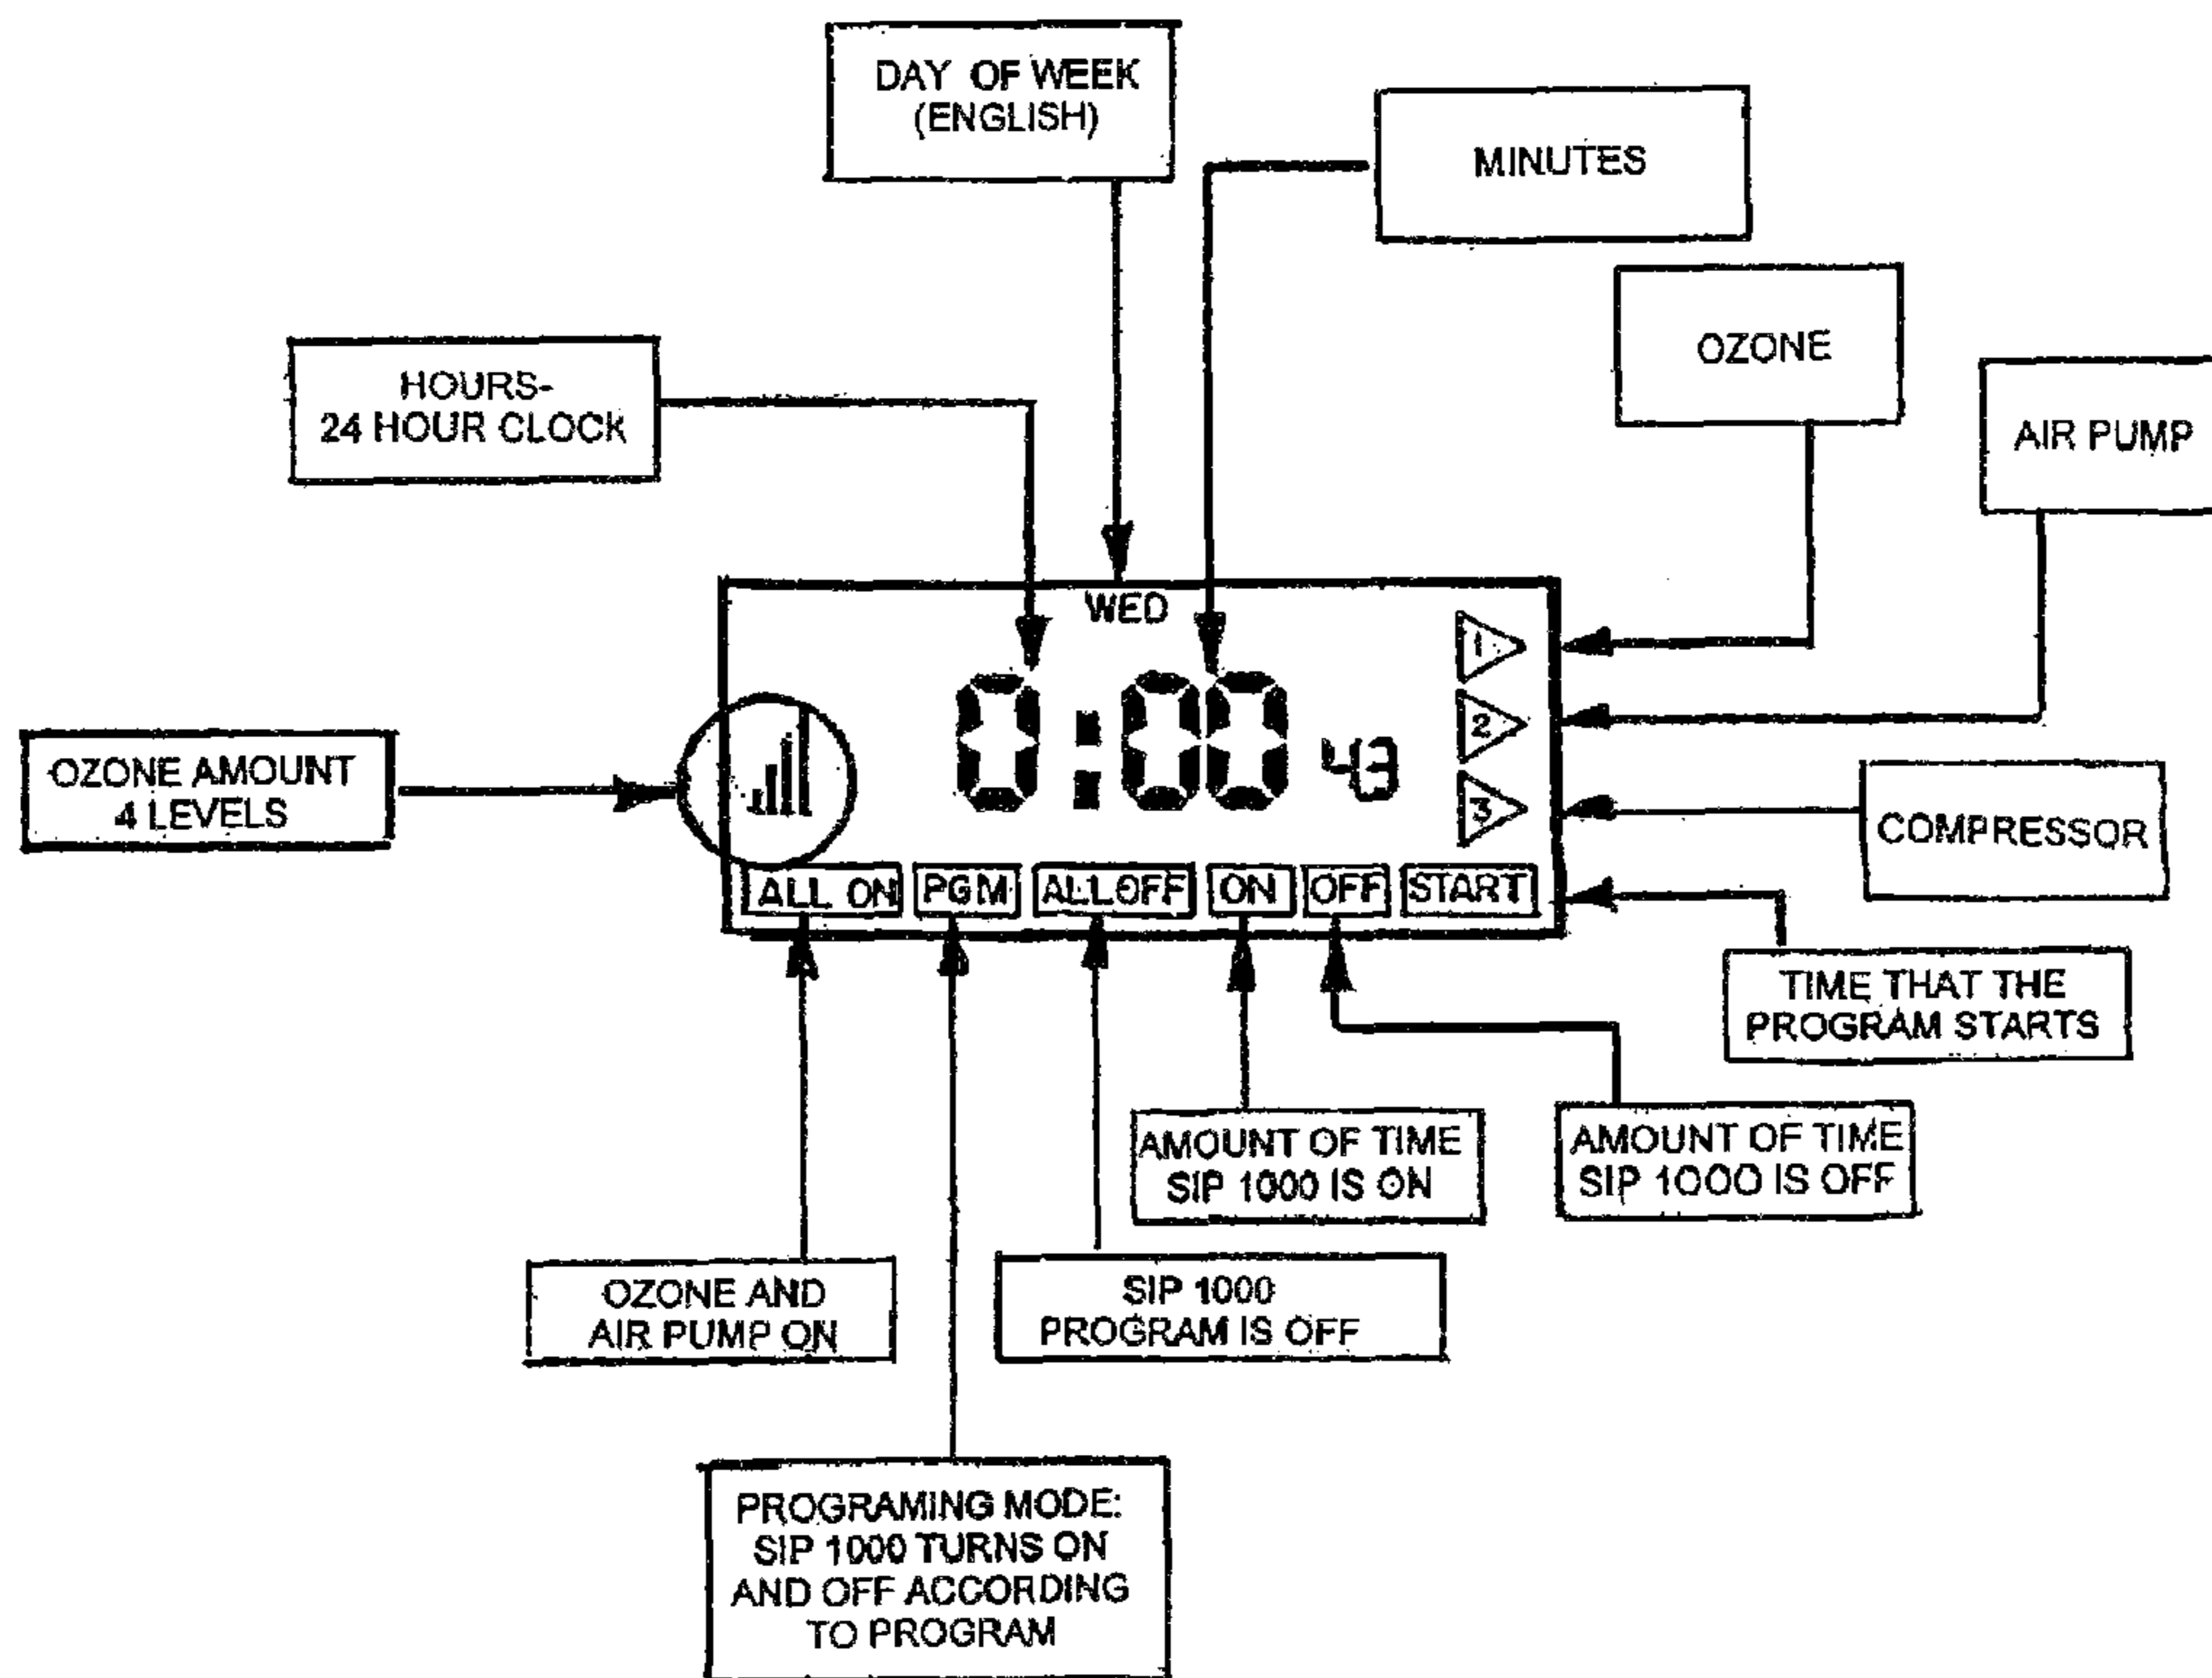 DAY OF WEEK
(ENGLISH)
MINUTES
OZONE
HOURS-
24 HOUR CLOCK
AIR PUMP
WED
1
0:00 43
2
OZONE AMOUNT
4 LEVELS
3
COMPRESSOR
ALL ON PGM ALLOFF ON OFF START
TIME THAT THE
PROGRAM STARTS
AMOUNT OF TIME
SIP 1000 IS ON
AMOUNT OF TIME
SIP 1000 IS OFF
OZONE AND
AIR PUMP ON
SIP 1000
PROGRAM IS OFF
PROGRAMING MODE:
SIP 1000 TURNS ON
AND OFF ACCORDING
TO PROGRAM